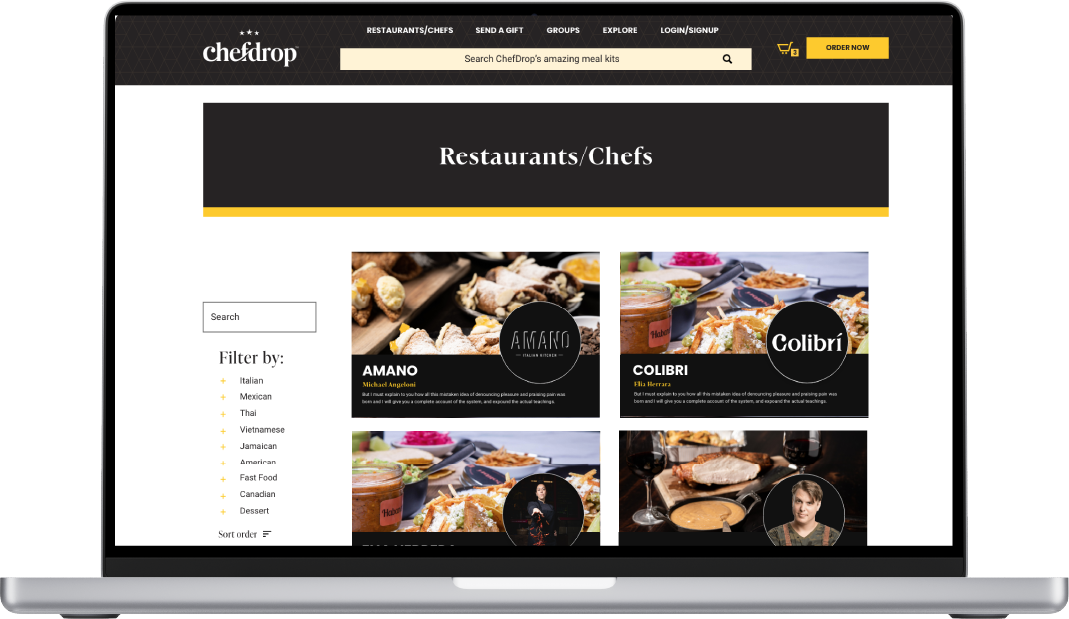 RESTAURANTS/CHEFS SEND A GIFT GROUPS EXPLORE LOGIN/SIGNUP
chefdrop
Search ChefDrop's amazing meal kits
3
ORDER NOW
Restaurants/Chefs
Search
Filter by:
+ Italian
+ Mexican
+ Thai
+ Vietnamese
+ Jamaican
+ American
+ Fast Food
+ Canadian
+ Dessert
Sort order
AMANO
ITALIAN KITCHEN
AMANO
Michael Angeloni
But I must explain to you how all this mistaken idea of denouncing pleasure and praising pain was
born and I will give you a complete account of the system, and expound the actual teachings.
Colibrí
COLIBRI
Elia Herrara
But I must explain to you how all this mistaken idea of denouncing pleasure and praising pain was
born and I will give you a complete account of the system, and expound the actual teachings.